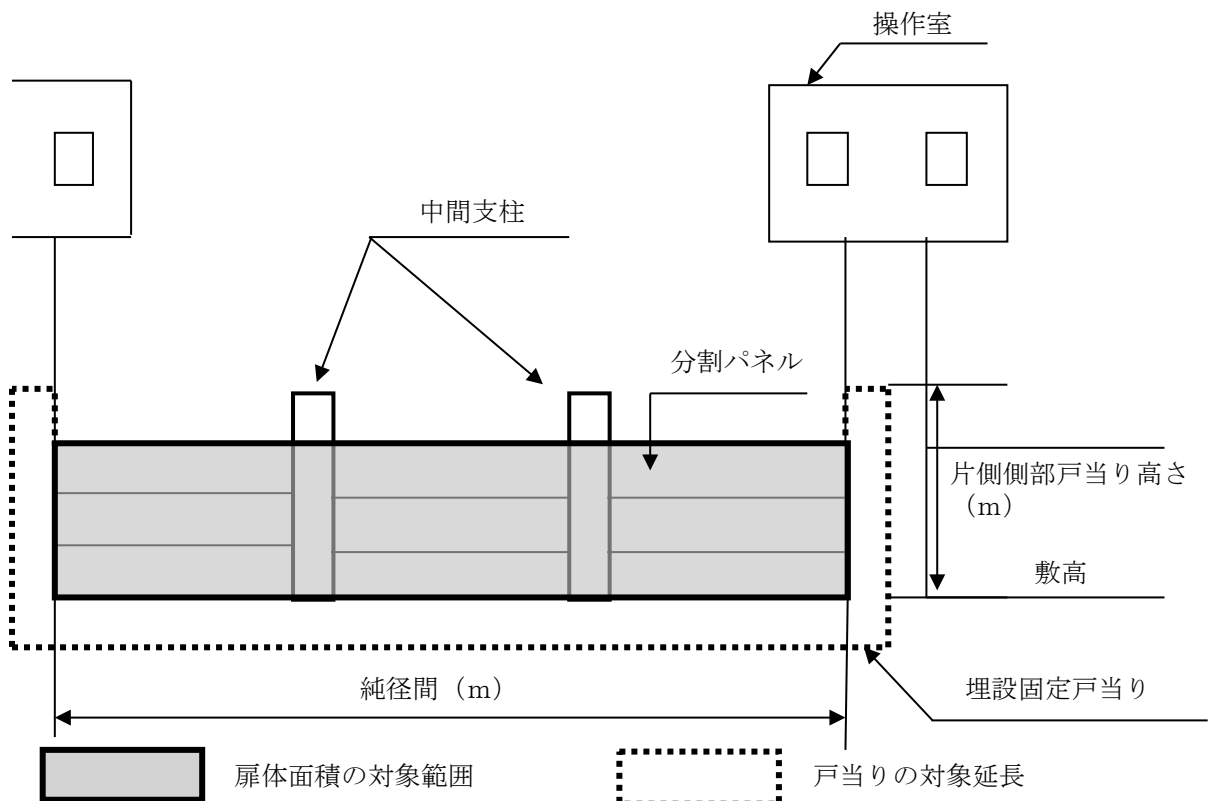 操作室
中間支柱
分割パネル
片側側部戸当り高さ
（m）
敷高
純径間（m）
埋設固定戸当り
扉体面積の対象範囲
戸当りの対象延長